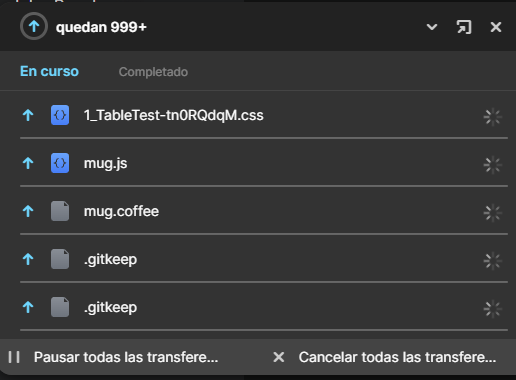 quedan 999+
En curso Completado
1_TableTest-tn0RQdqM.css
mug.js
mug.coffee
.gitkeep
.gitkeep
Pausar todas las transfere... Cancelar todas las transfere...